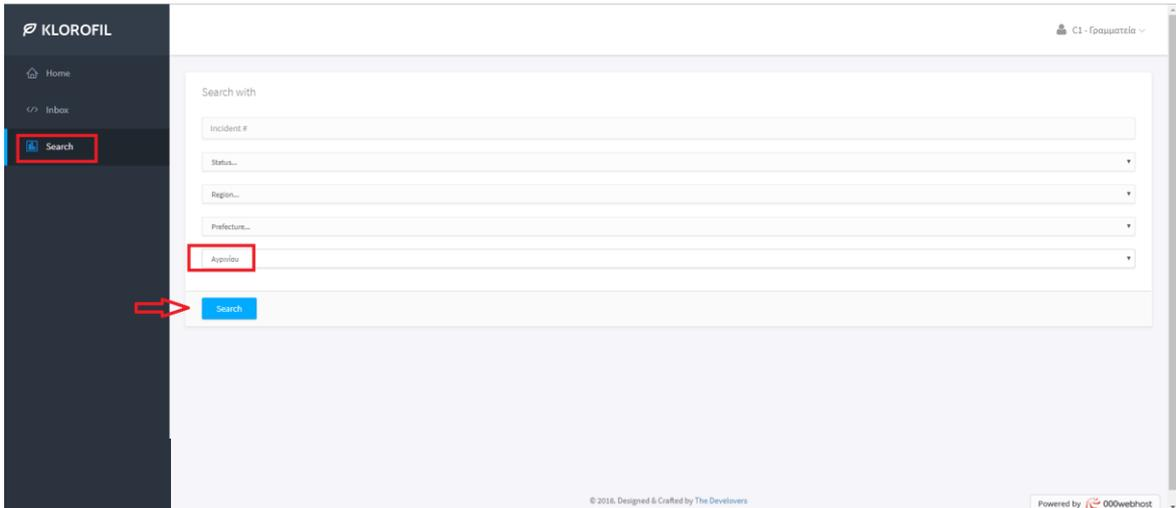 KLOROFIL
C1 - Γραμματεία
Home
Inbox
Search
Search with
Incident #
Status...
Region...
Prefecture...
Αγρινίου
Search
© 2016. Designed & Crafted by The Develovers
Powered by 000webhost